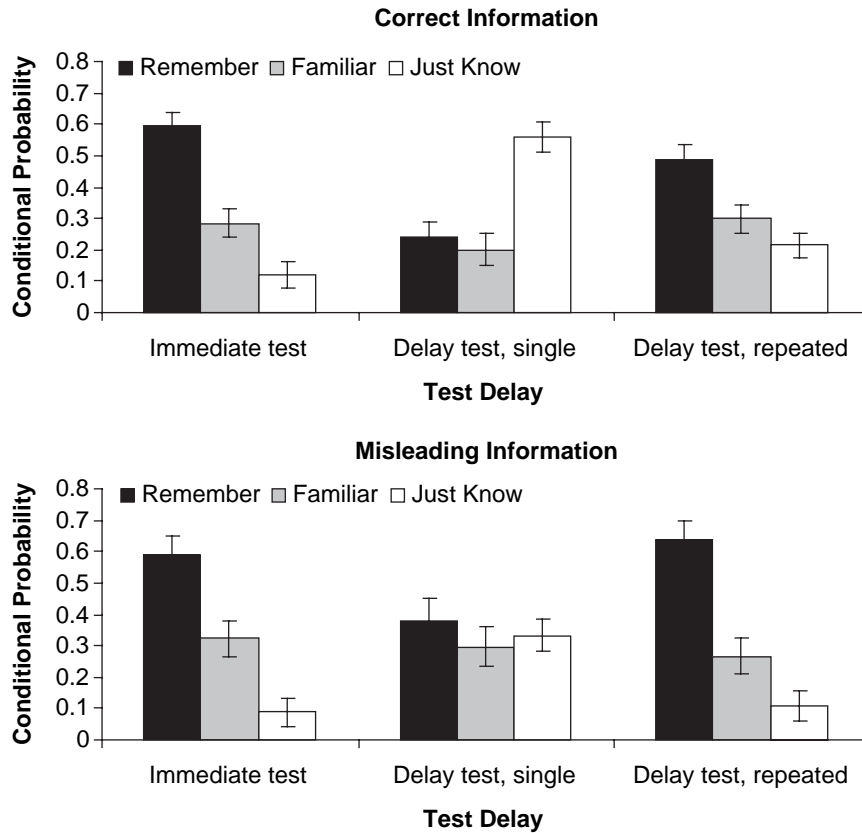 Correct Information
Conditional Probability
0.8
0.7
0.6
0.5
0.4
0.3
0.2
0.1
0
Remember Familiar Just Know
Immediate test Delay test, single Delay test, repeated
Test Delay
Misleading Information
Conditional Probability
0.8
0.7
0.6
0.5
0.4
0.3
0.2
0.1
0
Remember Familiar Just Know
Immediate test Delay test, single Delay test, repeated
Test Delay